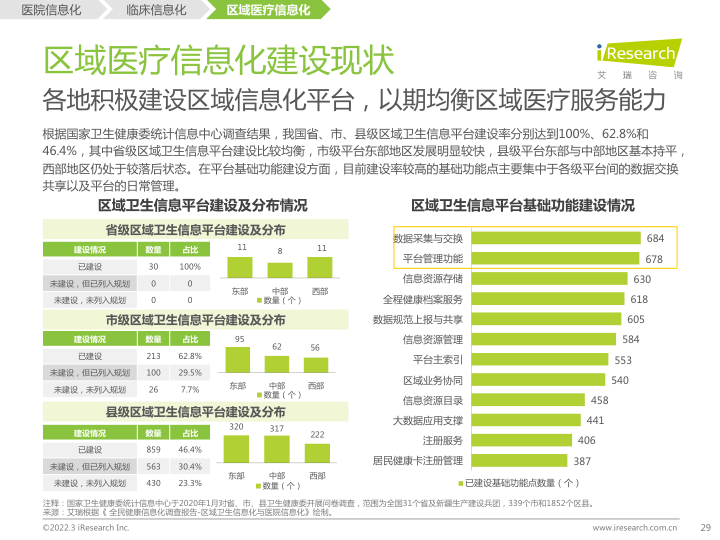 医院信息化 临床信息化 区域医疗信息化
区域医疗信息化建设现状
iResearch
艾 瑞 咨 询
各地积极建设区域信息化平台，以期均衡区域医疗服务能力
根据国家卫生健康委统计信息中心调查结果，我国省、市、县级区域卫生信息平台建设率分别达到100%、62.8%和
46.4%，其中省级区域卫生信息平台建设比较均衡，市级平台东部地区发展明显较快，县级平台东部与中部地区基本持平，
西部地区仍处于较落后状态。在平台基础功能建设方面，目前建设率较高的基础功能点主要集中于各级平台间的数据交换
共享以及平台的日常管理。
区域卫生信息平台建设及分布情况
省级区域卫生信息平台建设及分布
建设情况 数量 占比
已建设 30 100%
未建设，但已列入规划 0 0
未建设，未列入规划 0 0
11 8 11
东部 中部 西部
数量（个）
市级区域卫生信息平台建设及分布
建设情况 数量 占比
已建设 213 62.8%
未建设，但已列入规划 100 29.5%
未建设，未列入规划 26 7.7%
95 62 56
东部 中部 西部
数量（个）
县级区域卫生信息平台建设及分布
建设情况 数量 占比
已建设 859 46.4%
未建设，但已列入规划 563 30.4%
未建设，未列入规划 430 23.3%
320 317 222
东部 中部 西部
数量（个）
区域卫生信息平台基础功能建设情况
数据采集与交换 684
平台管理功能 678
信息资源存储 630
全程健康档案服务 618
数据规范上报与共享 605
信息资源管理 584
平台主索引 553
区域业务协同 540
信息资源目录 458
大数据应用支撑 441
注册服务 406
居民健康卡注册管理 387
已建设基础功能点数量（个）
注释：国家卫生健康委统计信息中心于2020年1月对省、市、县卫生健康委开展问卷调查，范围为全国31个省及新疆生产建设兵团，339个市和1852个区县。
来源：艾瑞根据《 全民健康信息化调查报告-区域卫生信息化与医院信息化》绘制。
©2022.3 iResearch Inc. www.iresearch.com.cn 29